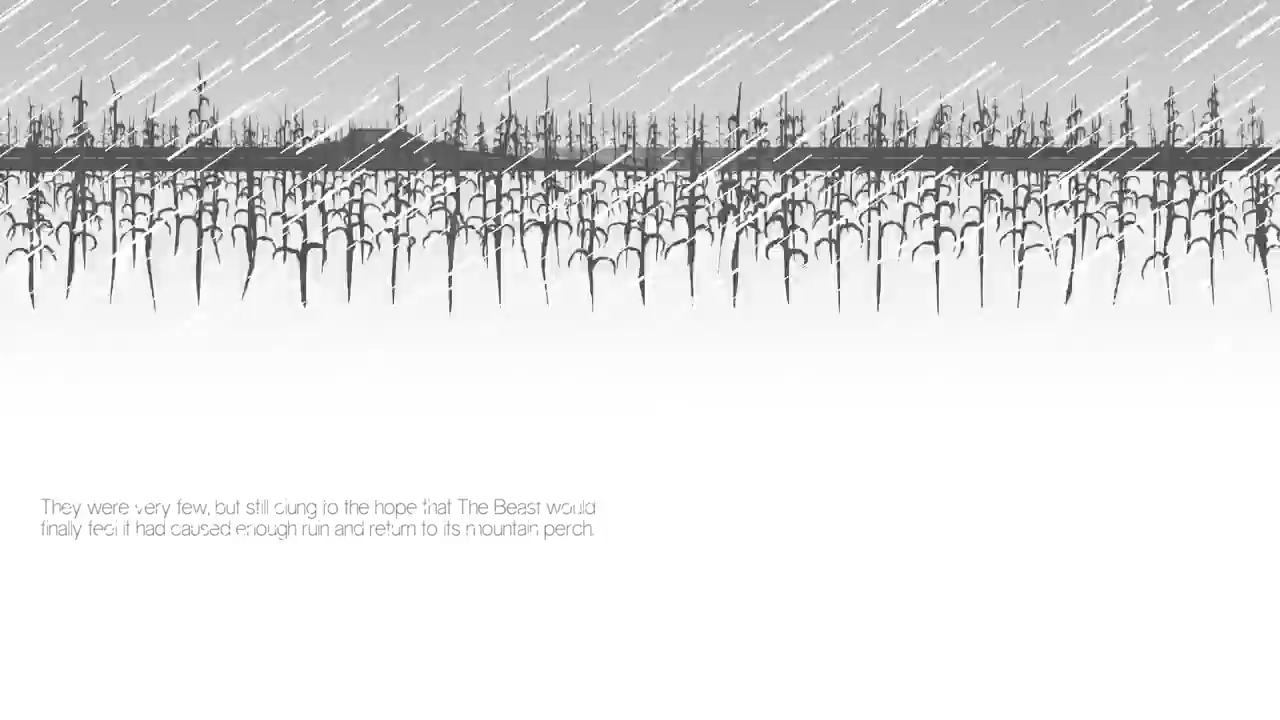 They were very few, but still clung to the hope that The Beast would
finally feel it had caused enough ruin and return to its mountain perch.